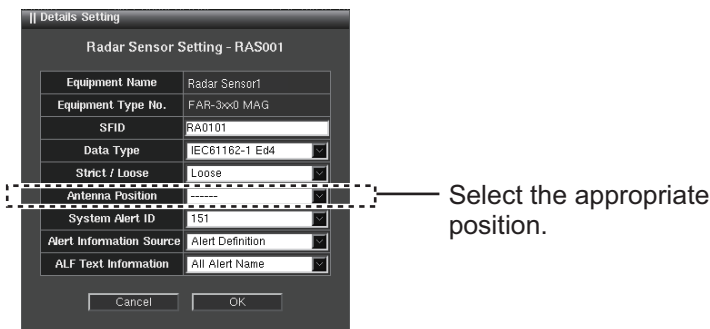 || Details Setting
Radar Sensor Setting - RAS001
Equipment Name Radar Sensor1
Equipment Type No. FAR-3xx0 MAG
SFID RA0101
Data Type IEC61162-1 Ed4
Strict / Loose Loose
Antenna Position ------
System Alert ID 151
Alert Information Source Alert Definition
ALF Text Information All Alert Name
Cancel OK
Select the appropriate
position.